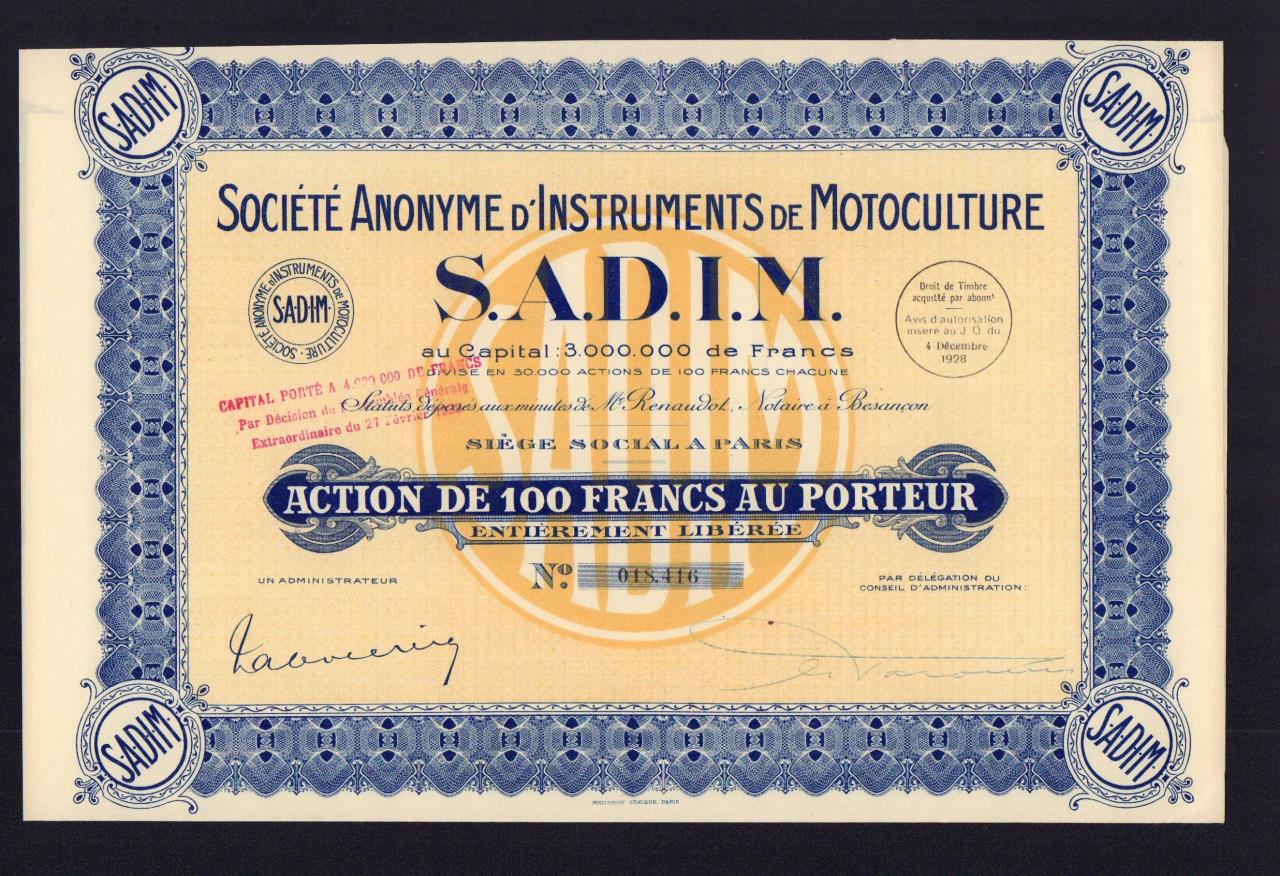 S.A.D.I.M.
S.A.D.I.M.
SOCIÉTÉ ANONYME D'INSTRUMENTS DE MOTOCULTURE
S.A.D.I.M.
SOCIÉTÉ ANONYME D'INSTRUMENTS DE MOTOCULTURE
S.A.D.I.M.
Droit de Timbre
acquitté par abonnt
Avis d'autorisation
inséré au J. O. du
4 Décembre
1928
au Capital : 3.000.000 de Francs
DIVISÉ EN 30.000 ACTIONS DE 100 FRANCS CHACUNE
CAPITAL PORTÉ A 4.000 000 DE FRANCS
Par Décision du Générale
Extraordinaire du 27 Février
Statuts déposés aux minutes de Me Renaudot, Notaire à Besançon
SIÈGE SOCIAL A PARIS
SADIM
ACTION DE 100 FRANCS AU PORTEUR
ENTIÈREMENT LIBÉRÉE
No. 018.416
UN ADMINISTRATEUR
PAR DÉLÉGATION DU
CONSEIL D'ADMINISTRATION :
S.A.D.I.M.
S.A.D.I.M.